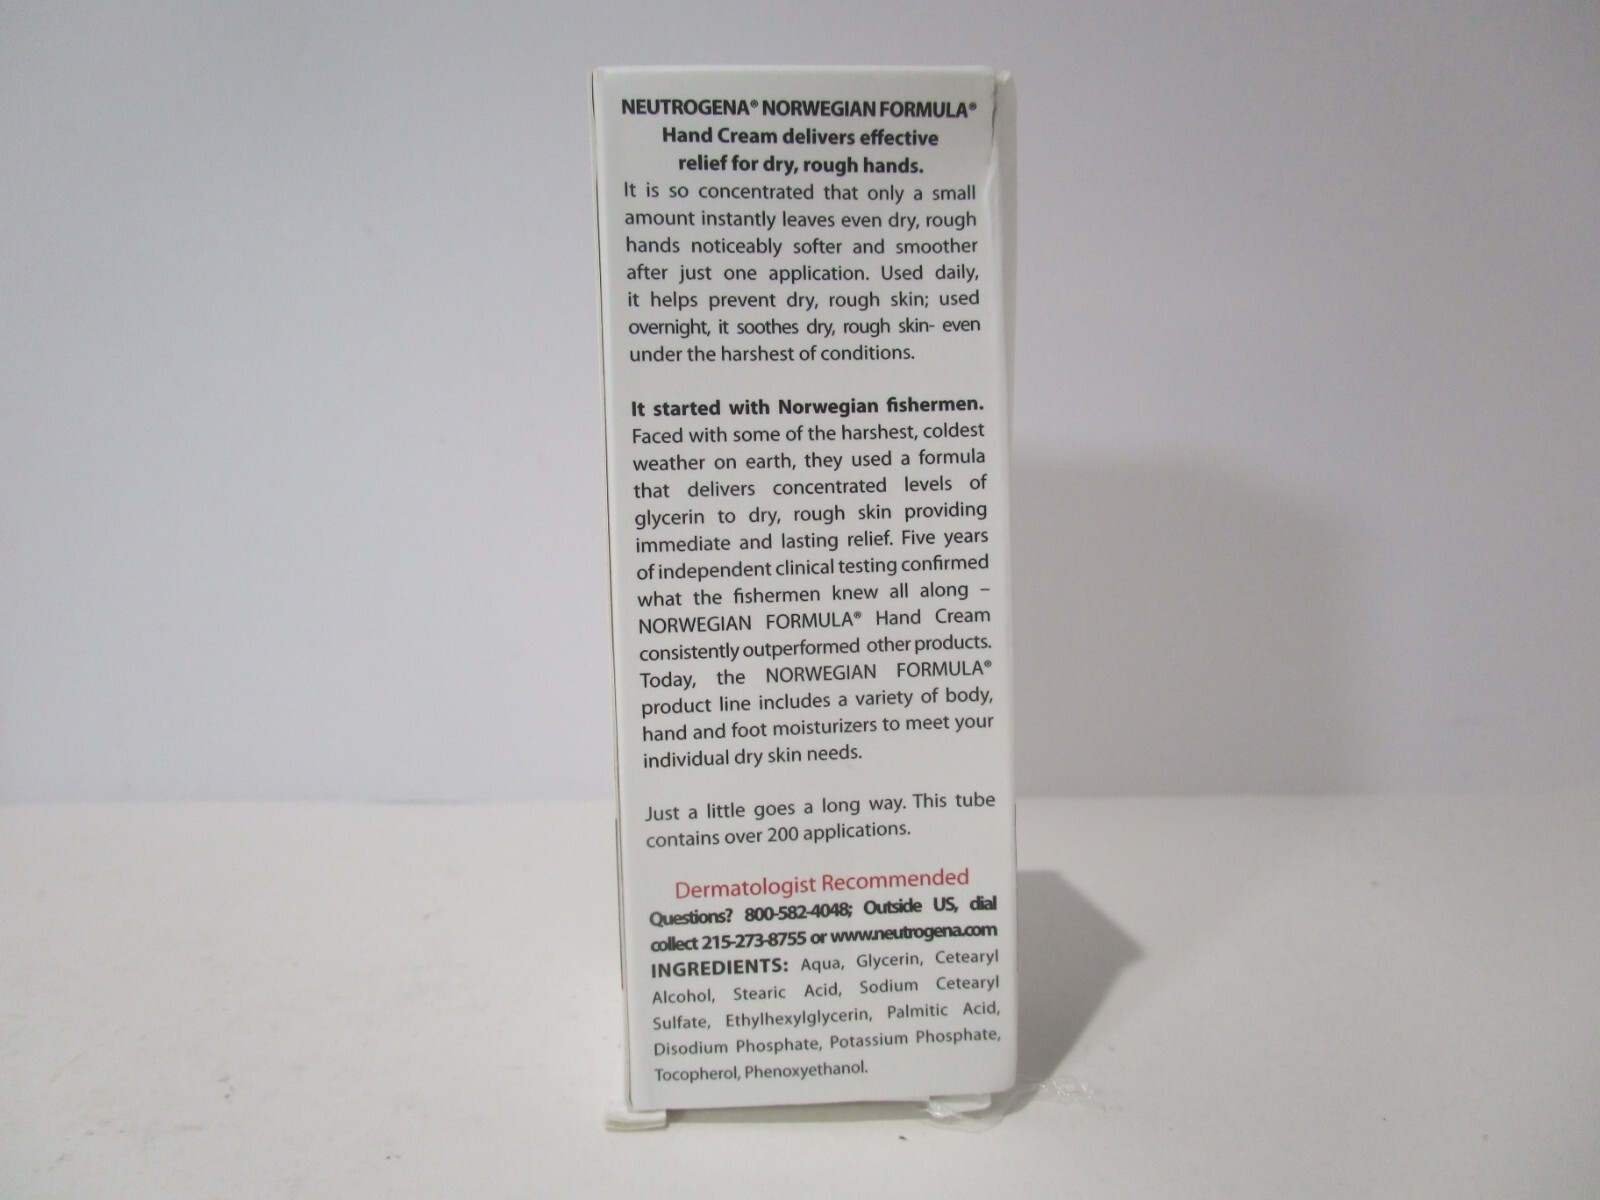 NEUTROGENA® NORWEGIAN FORMULA®
Hand Cream delivers effective
relief for dry, rough hands.
It is so concentrated that only a small
amount instantly leaves even dry, rough
hands noticeably softer and smoother
after just one application. Used daily,
it helps prevent dry, rough skin; used
overnight, it soothes dry, rough skin- even
under the harshest of conditions.
It started with Norwegian fishermen.
Faced with some of the harshest, coldest
weather on earth, they used a formula
that delivers concentrated levels of
glycerin to dry, rough skin providing
immediate and lasting relief. Five years
of independent clinical testing confirmed
what the fishermen knew all along –
NORWEGIAN FORMULA® Hand Cream
consistently outperformed other products.
Today, the NORWEGIAN FORMULA®
product line includes a variety of body,
hand and foot moisturizers to meet your
individual dry skin needs.
Just a little goes a long way. This tube
contains over 200 applications.
Dermatologist Recommended
Questions? 800-582-4048; Outside US, dial
collect 215-273-8755 or www.neutrogena.com
INGREDIENTS: Aqua, Glycerin, Cetearyl
Alcohol, Stearic Acid, Sodium Cetearyl
Sulfate, Ethylhexylglycerin, Palmitic Acid,
Disodium Phosphate, Potassium Phosphate,
Tocopherol, Phenoxyethanol.